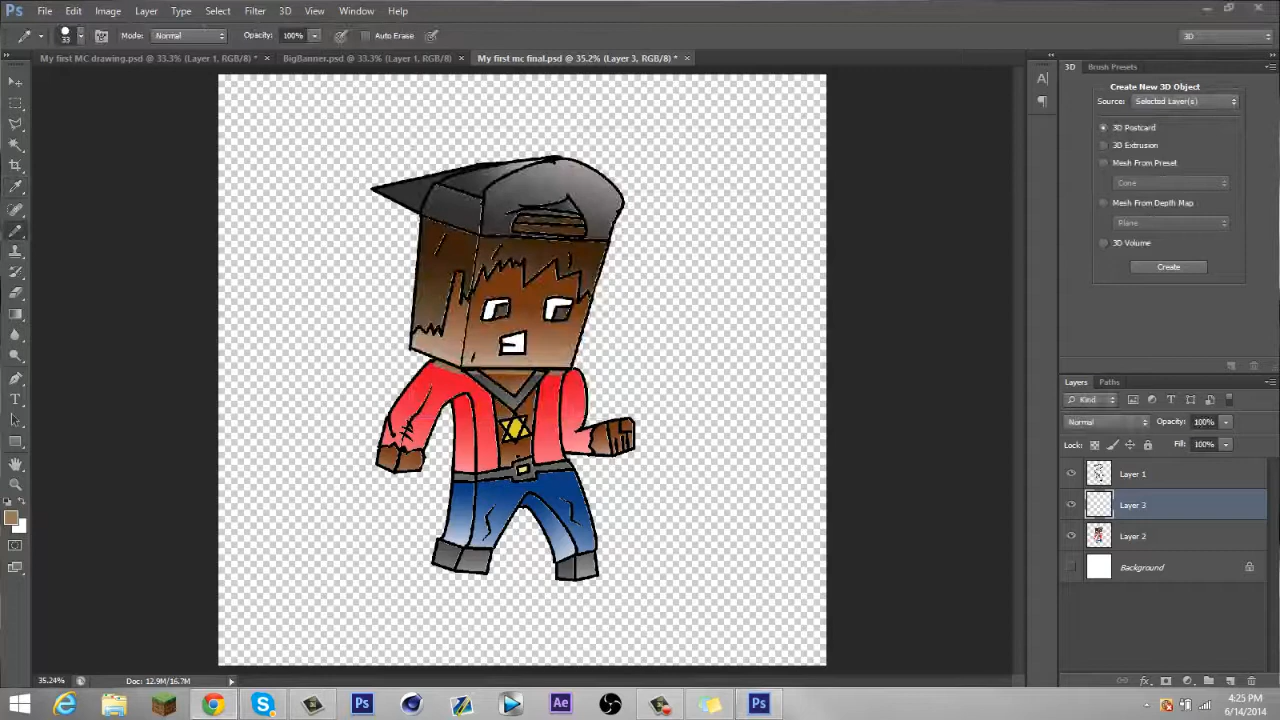 Ps File Edit Image Layer Type Select Filter 3D View Window Help
33 Mode: Normal Opacity: 100% Auto Erase 3D
My first MC drawing.psd @ 33.3% (Layer 1, RGB/8) * × BigBanner.psd @ 33.3% (Layer 1, RGB/8) × My first mc final.psd @ 35.2% (Layer 3, RGB/8) * ×
3D Brush Presets
Create New 3D Object
Source: Selected Layer(s)
3D Postcard
3D Extrusion
Mesh From Preset
Cone
Mesh From Depth Map
Plane
3D Volume
Create
Layers Paths
Kind
Normal Opacity: 100%
Lock: Fill: 100%
Layer 1
Layer 3
Layer 2
Background
35.24% Doc: 12.9M/16.7M
Ps Ae Ps
4:25 PM
6/14/2014